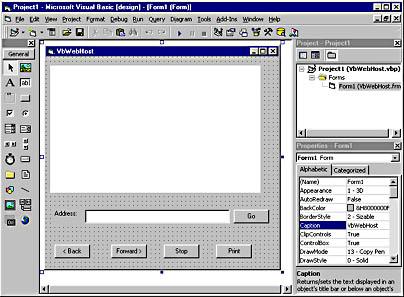 Project1 - Microsoft Visual Basic [design] - [Form1 (Form)]
File Edit View Project Format Debug Run Query Diagram Tools Add-Ins Window Help
General
A
ab
VbWebHost
Address:
Go
< Back
Forward >
Stop
Print
Project - Project1
Project1 (VbWebHost.vbp)
Forms
Form1 (VbWebHost.frm
Properties - Form1
Form1 Form
Alphabetic Categorized
(Name) Form1
Appearance 1 - 3D
AutoRedraw False
BackColor &H8000000F
BorderStyle 2 - Sizable
Caption VbWebHost
ClipControls True
ControlBox True
DrawMode 13 - Copy Pen
DrawStyle 0 - Solid
Caption
Returns/sets the text displayed in an
object's title bar or below an object's